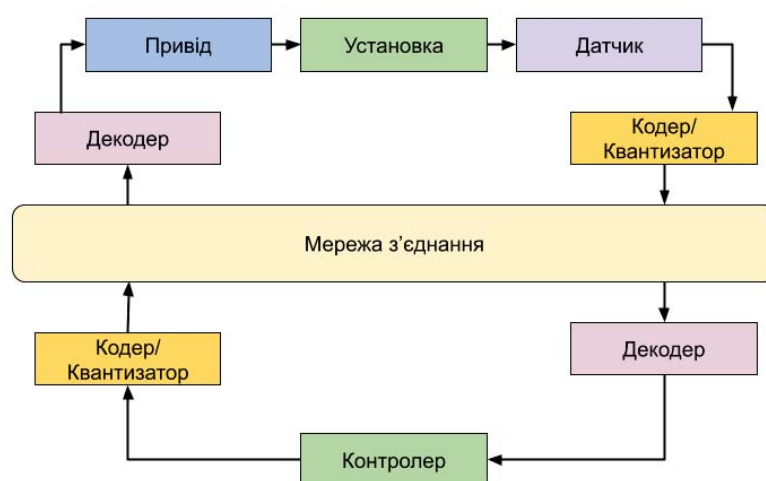 Привід
Установка
Датчик
Декодер
Кодер/
Квантизатор
Мережа з’єднання
Кодер/
Квантизатор
Декодер
Контролер